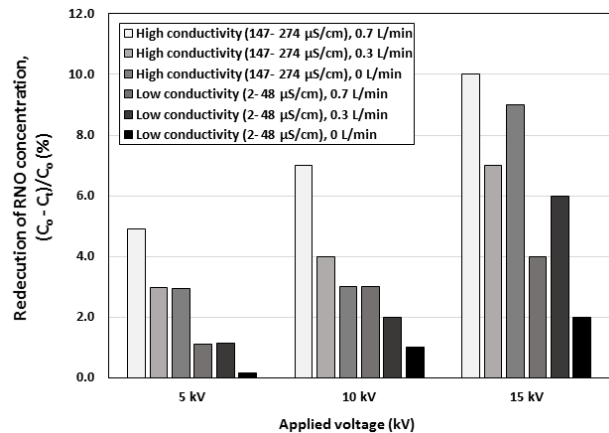 Redecution of RNO concentration,
(Co - Ct)/Co (%)
12.0
10.0
8.0
6.0
4.0
2.0
0.0
High conductivity (147- 274 µS/cm), 0.7 L/min
High conductivity (147- 274 µS/cm), 0.3 L/min
High conductivity (147- 274 µS/cm), 0 L/min
Low conductivity (2- 48 µS/cm), 0.7 L/min
Low conductivity (2- 48 µS/cm), 0.3 L/min
Low conductivity (2- 48 µS/cm), 0 L/min
5 kV 10 kV 15 kV
Applied voltage (kV)